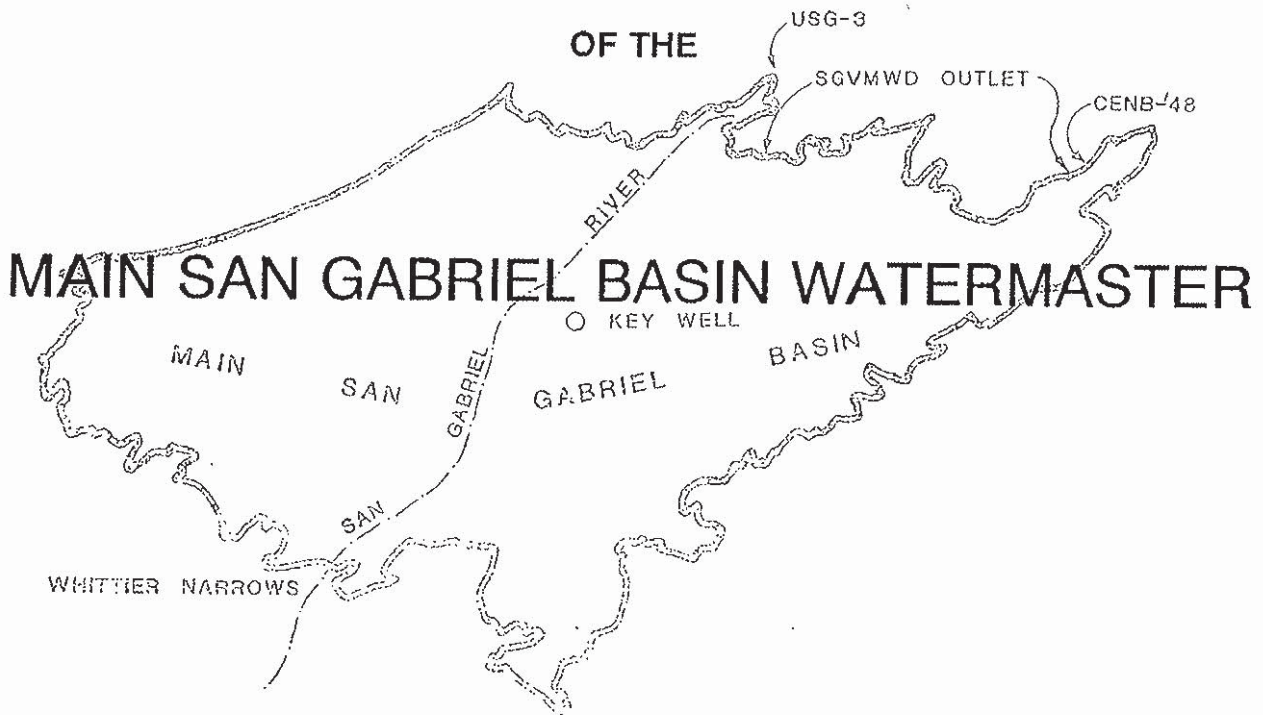 USG-3
OF THE
SGVMWD OUTLET
CENB-48
RIVER
MAIN SAN GABRIEL BASIN WATERMASTER
KEY WELL
MAIN SAN GABRIEL BASIN
GABRIEL
SAN
WHITTIER NARROWS